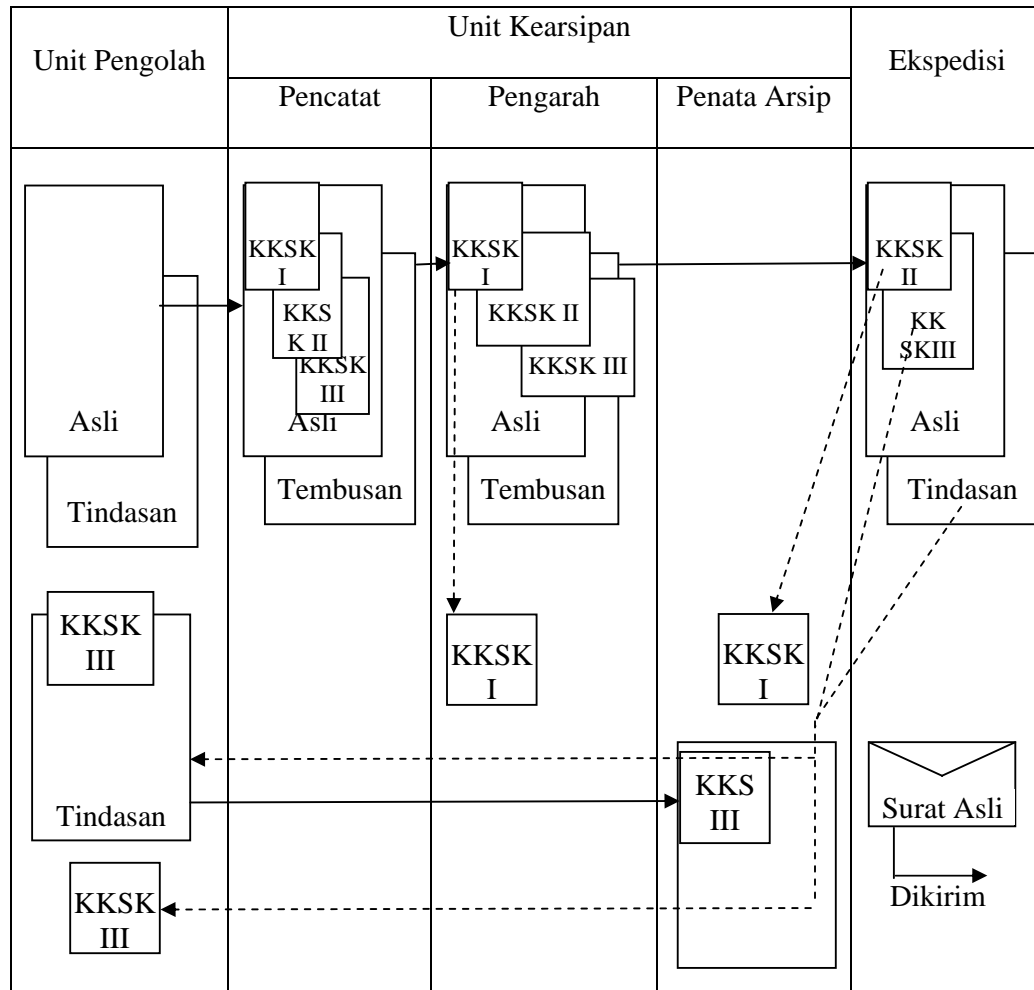 Unit Pengolah
Unit Kearsipan
Ekspedisi
Pencatat
Pengarah
Penata Arsip
Asli
Tindasan
KKSK
I
KKS
K II
KKSK
III
Asli
Tembusan
KKSK
I
KKSK II
KKSK III
Asli
Tembusan
KKSK
II
KK
SKIII
Asli
Tindasan
KKSK
III
Tindasan
KKSK
I
KKSK
I
KKS
III
Surat Asli
Dikirim
KKSK
III